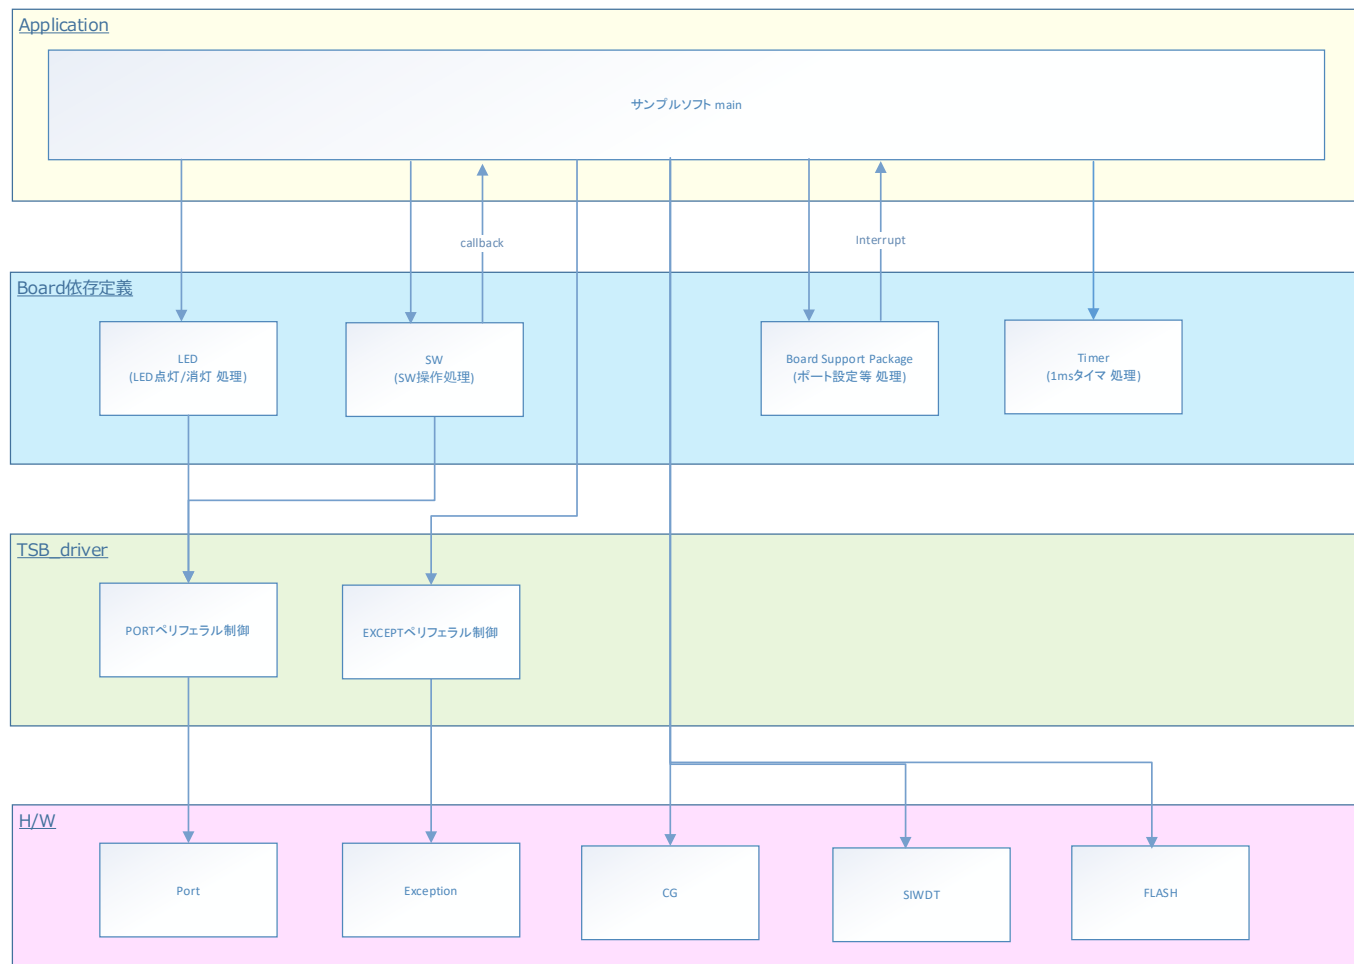 Application
サンプルソフト main
callback
Interrupt
Board依存定義
LED
(LED点灯/消灯 処理)
SW
(SW操作処理)
Board Support Package
(ポート設定等 処理)
Timer
(1msタイマ 処理)
TSB_driver
PORTペリフェラル制御
EXCEPTペリフェラル制御
H/W
Port
Exception
CG
SIWDT
FLASH